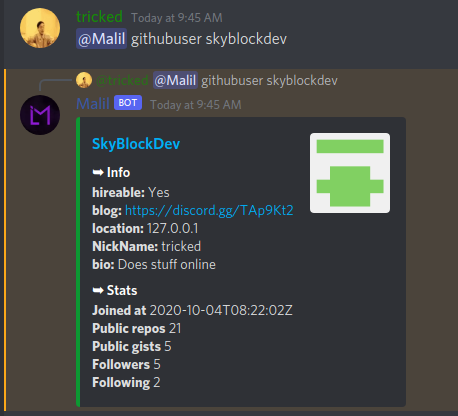 tricked Today at 9:45 AM
@Malil githubuser skyblockdev
@tricked @Malil githubuser skyblockdev
Malil BOT Today at 9:45 AM
SkyBlockDev
➥ Info
hireable: Yes
blog: https://discord.gg/TAp9Kt2
location: 127.0.0.1
NickName: tricked
bio: Does stuff online
➥ Stats
Joined at 2020-10-04T08:22:02Z
Public repos 21
Public gists 5
Followers 5
Following 2